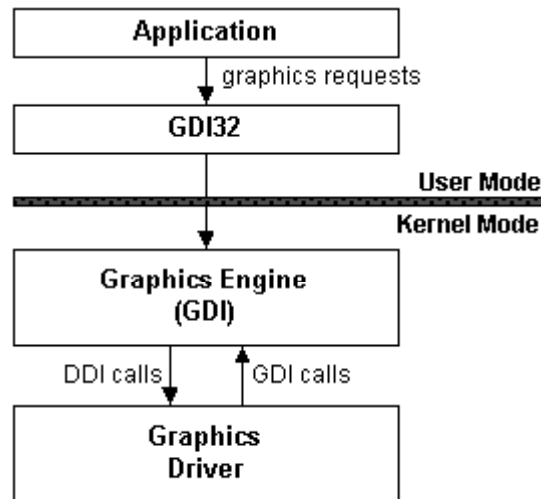 Application
graphics requests
GDI32
User Mode
Kernel Mode
Graphics Engine
(GDI)
DDI calls
GDI calls
Graphics
Driver